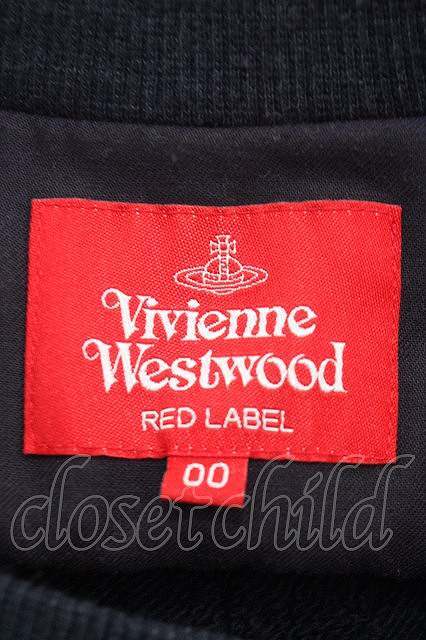 Vivienne
Westwood
RED LABEL
00
closet child